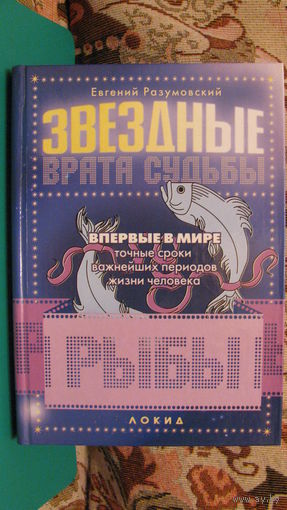 Евгений Разумовский
ЗВЕЗДНЫЕ
ВРАТА СУДЬБЫ
ВПЕРВЫЕ В МИРЕ
точные сроки
важнейших периодов
жизни человека
РЫБЫ
ЛОКИД